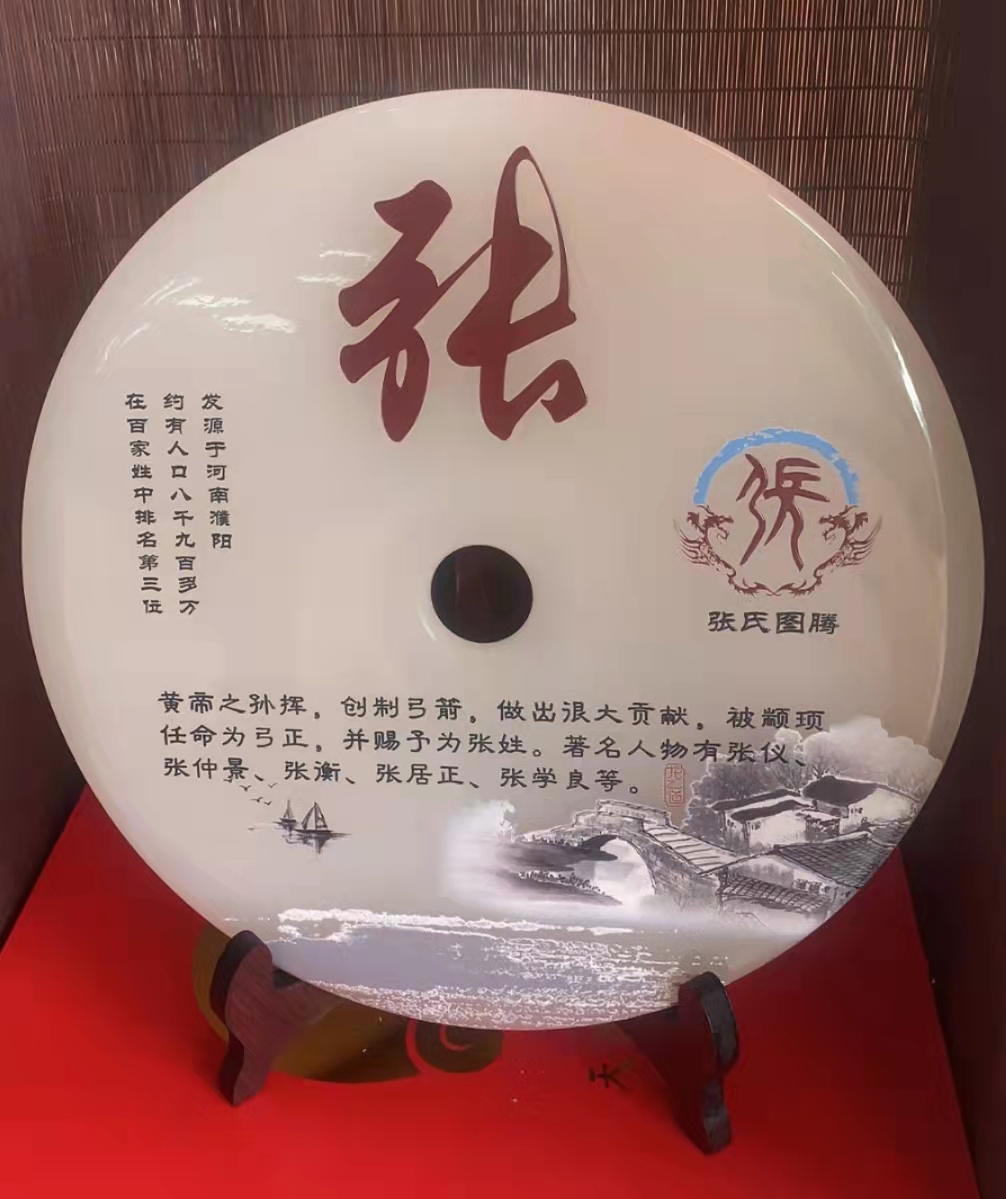 张
发源于河南濮阳
约有人口八千九百多万
在百家姓中排名第三位
张氏图腾
黄帝之孙挥，创制弓箭，做出很大贡献，被颛顼
任命为弓正，并赐予为张姓。著名人物有张仪、
张仲景、张衡、张居正、张学良等。
天